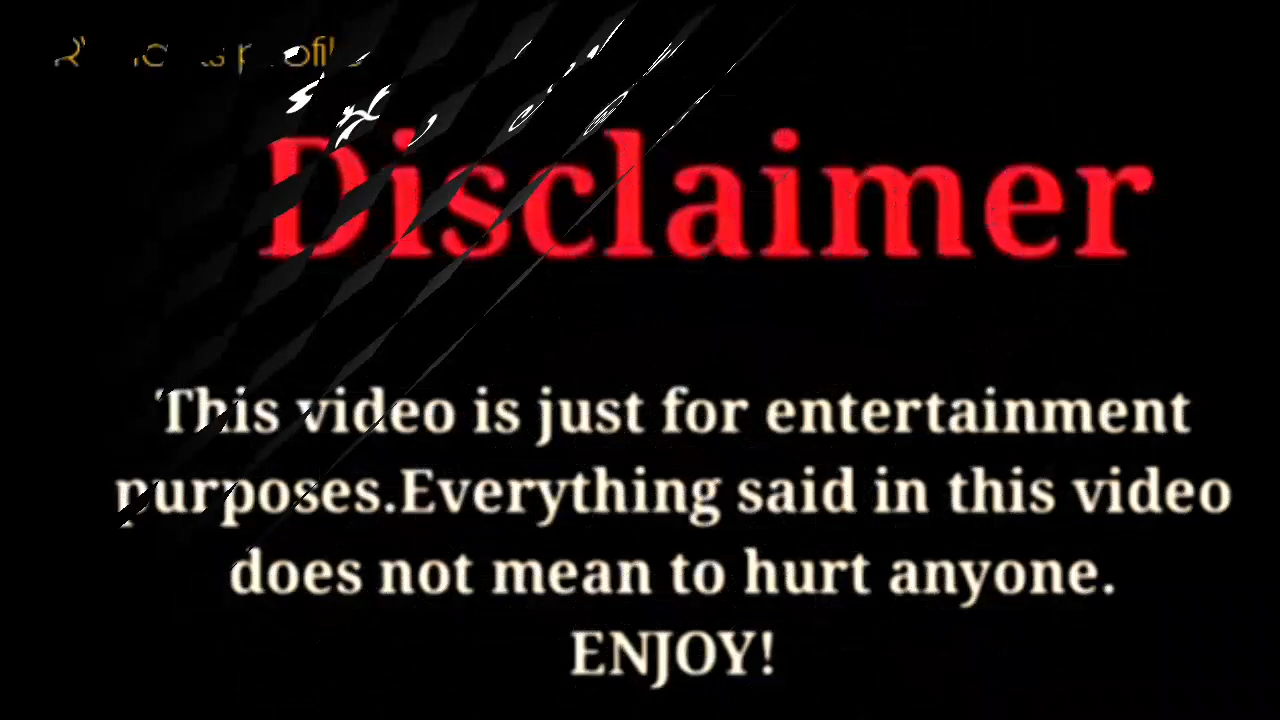 Disclaimer
This video is just for entertainment
purposes.Everything said in this video
does not mean to hurt anyone.
ENJOY!